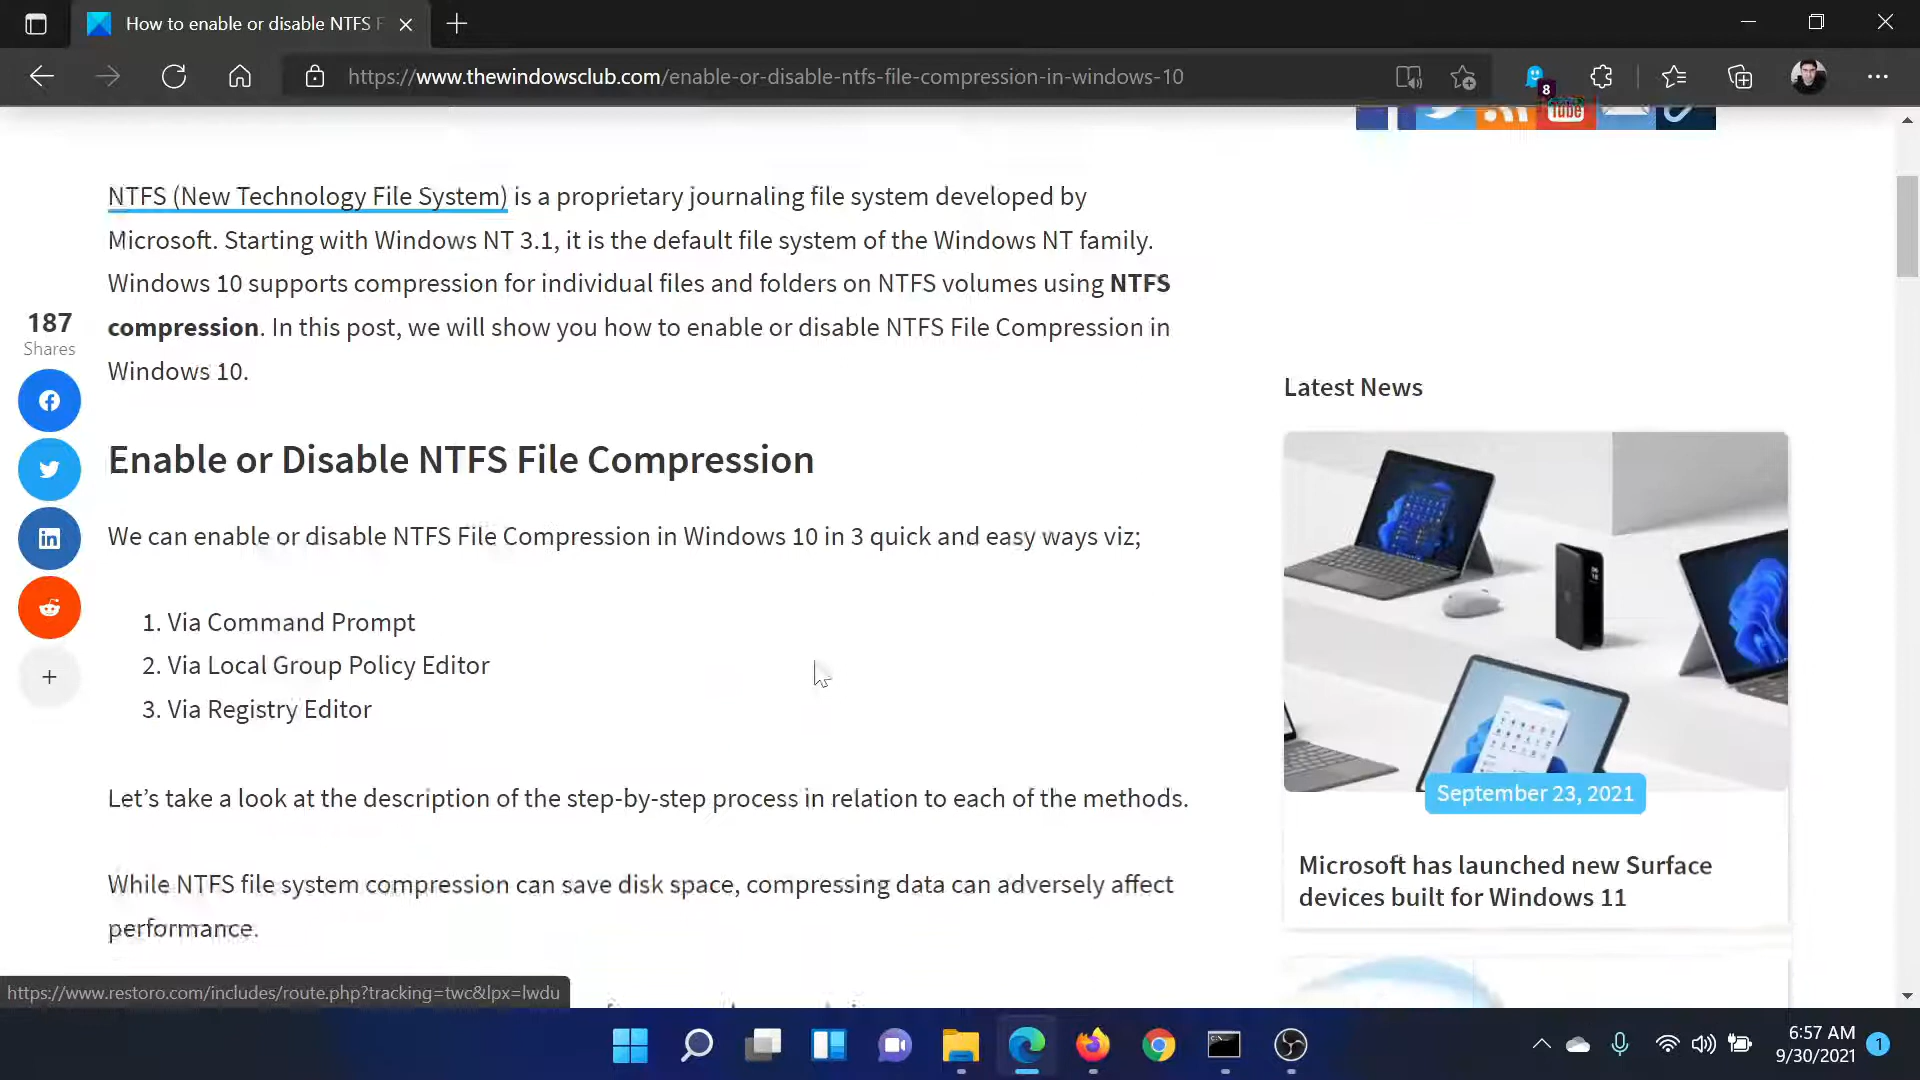 How to enable or disable NTFS F
https://www.thewindowsclub.com/enable-or-disable-ntfs-file-compression-in-windows-10
8
Tube
NTFS (New Technology File System) is a proprietary journaling file system developed by
Microsoft. Starting with Windows NT 3.1, it is the default file system of the Windows NT family.
Windows 10 supports compression for individual files and folders on NTFS volumes using NTFS
compression. In this post, we will show you how to enable or disable NTFS File Compression in
Windows 10.
187
Shares
Enable or Disable NTFS File Compression
We can enable or disable NTFS File Compression in Windows 10 in 3 quick and easy ways viz;
1. Via Command Prompt
2. Via Local Group Policy Editor
3. Via Registry Editor
Let’s take a look at the description of the step-by-step process in relation to each of the methods.
While NTFS file system compression can save disk space, compressing data can adversely affect
performance.
Latest News
September 23, 2021
Microsoft has launched new Surface
devices built for Windows 11
https://www.restoro.com/includes/route.php?tracking=twc&lpx=lwdu
6:57 AM
9/30/2021
1